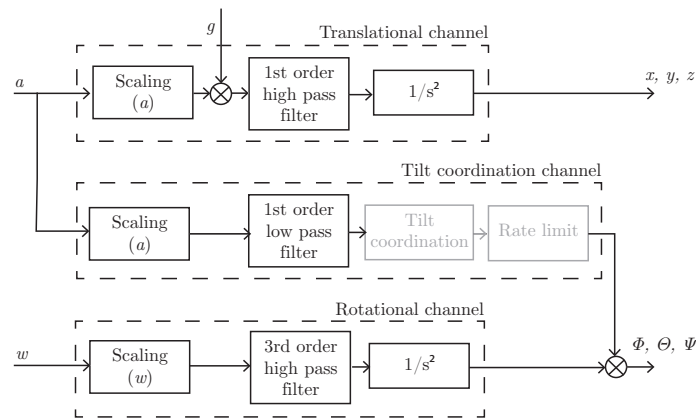 g
Translational channel
a
Scaling
(a)
1st order
high pass
filter
1/s²
x, y, z
Tilt coordination channel
Scaling
(a)
1st order
low pass
filter
Tilt
coordination
Rate limit
Rotational channel
w
Scaling
(w)
3rd order
high pass
filter
1/s²
Φ, Θ, Ψ